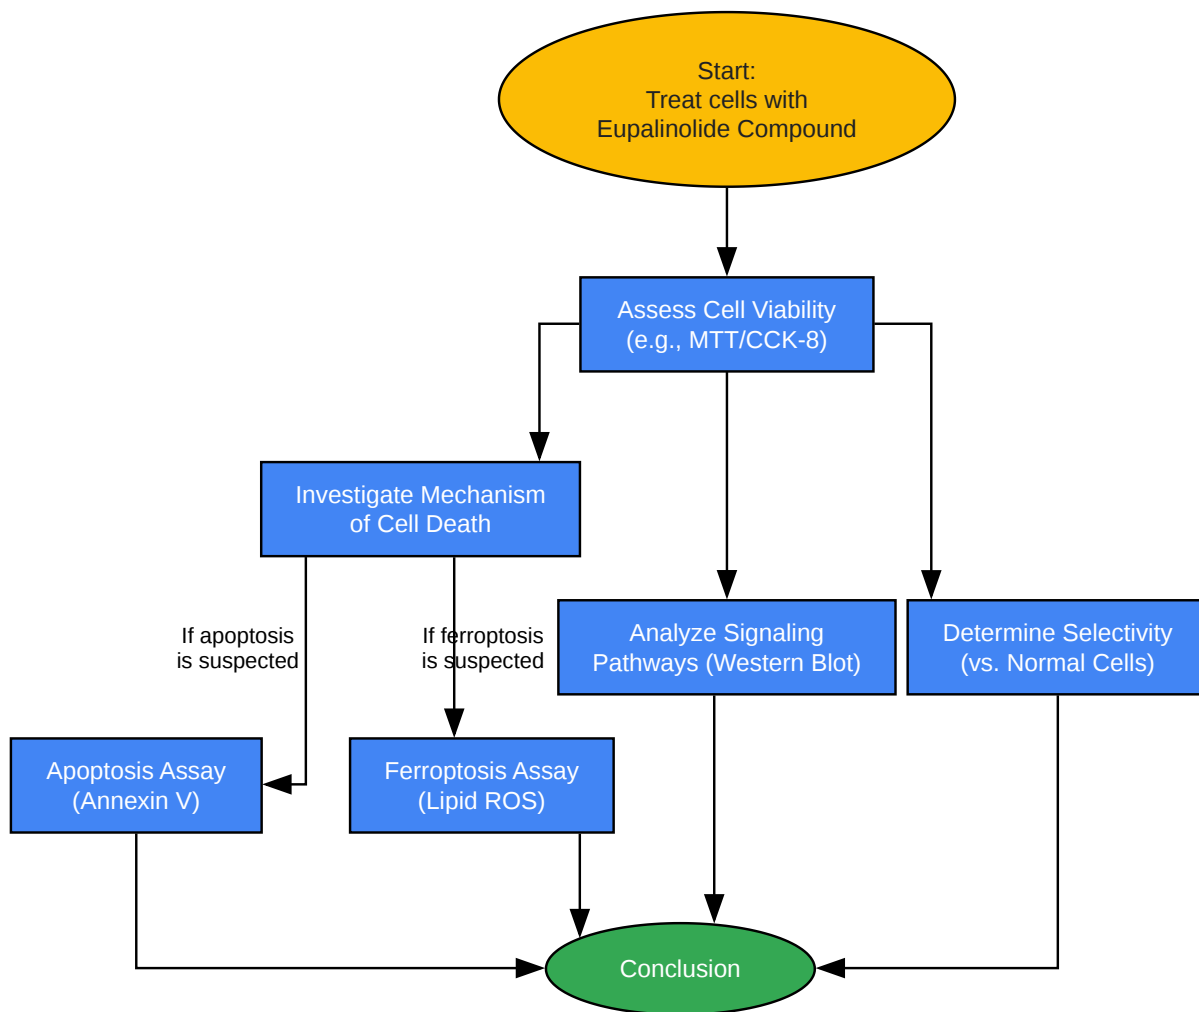 Start:
Treat cells with
Eupalinolide Compound
Assess Cell Viability
(e.g., MTT/CCK-8)
Investigate Mechanism
of Cell Death
If apoptosis
is suspected
If ferroptosis
is suspected
Analyze Signaling
Pathways (Western Blot)
Determine Selectivity
(vs. Normal Cells)
Apoptosis Assay
(Annexin V)
Ferroptosis Assay
(Lipid ROS)
Conclusion